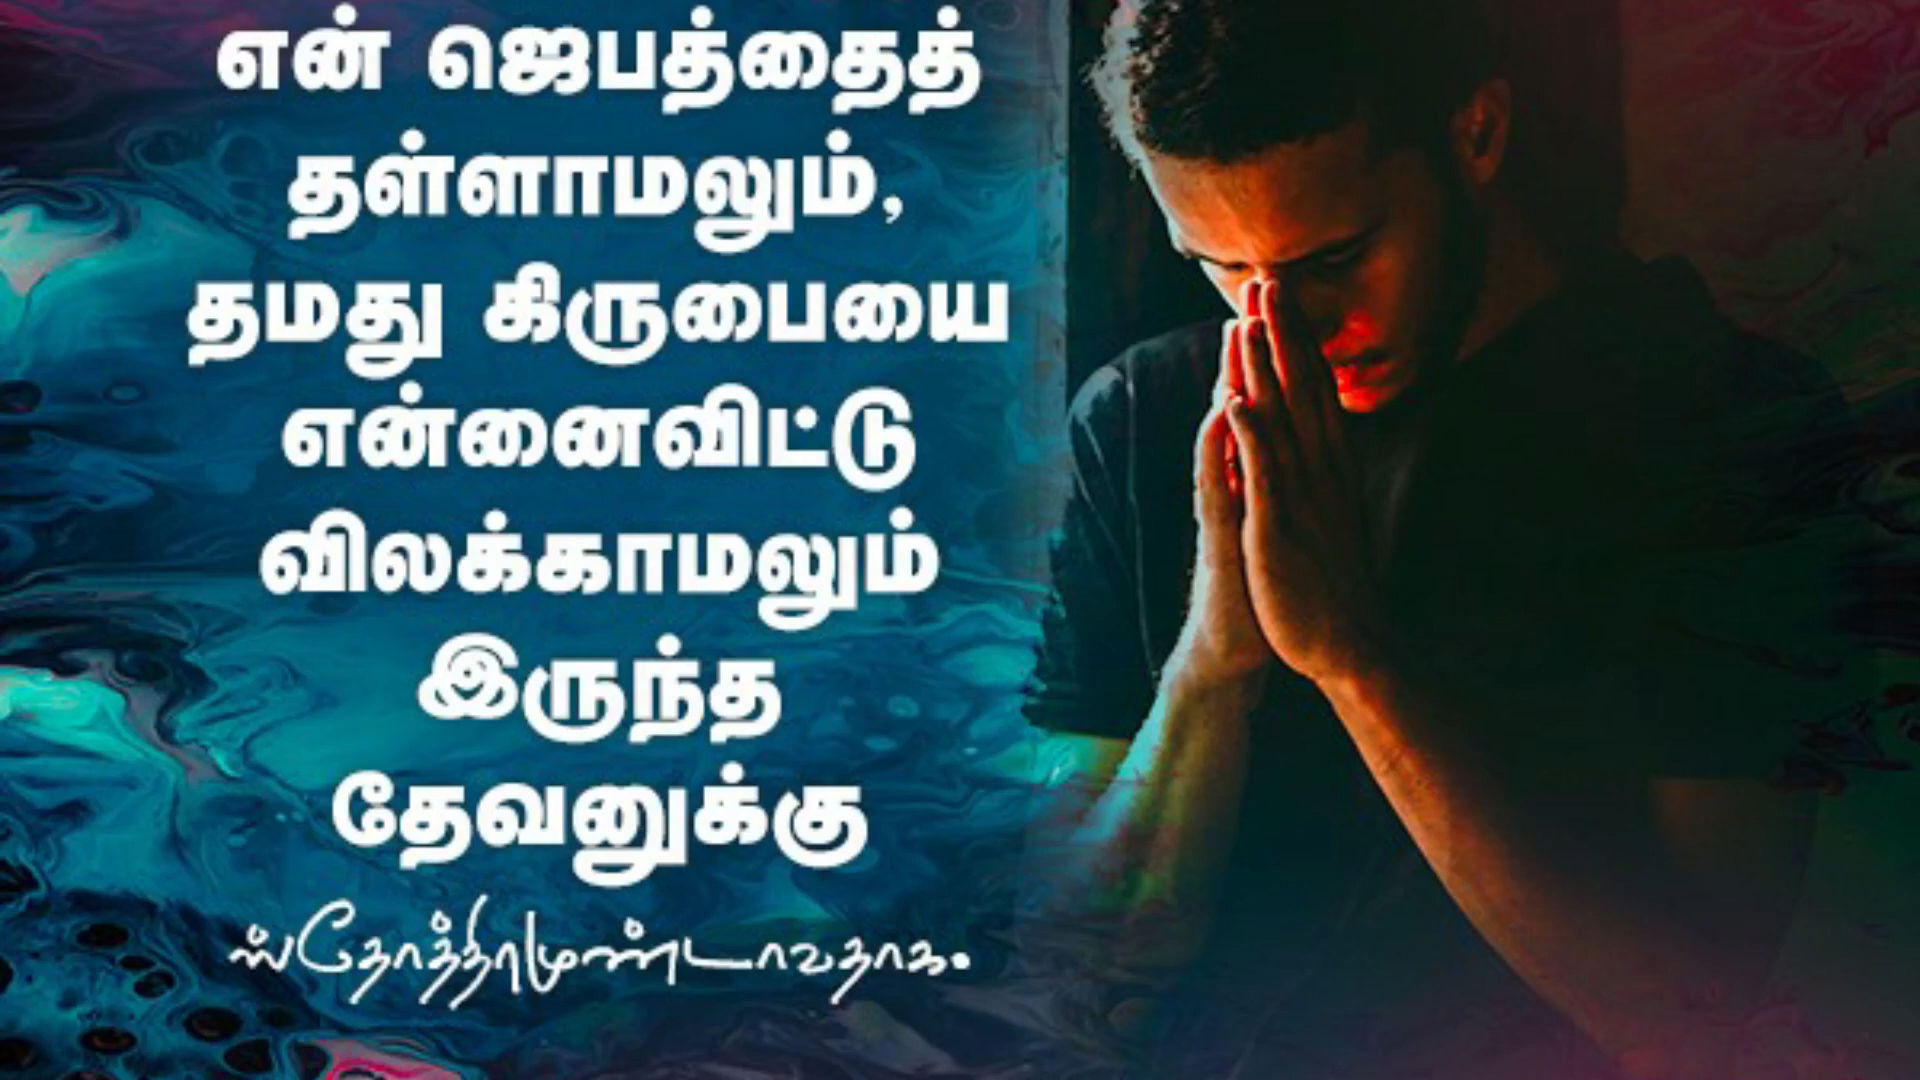 என் ஜெபத்தைத்
தள்ளாமலும்,
தமது கிருபையை
என்னைவிட்டு
விலக்காமலும்
இருந்த
தேவனுக்கு
ஸ்தோத்திரமுண்டாவதாக.